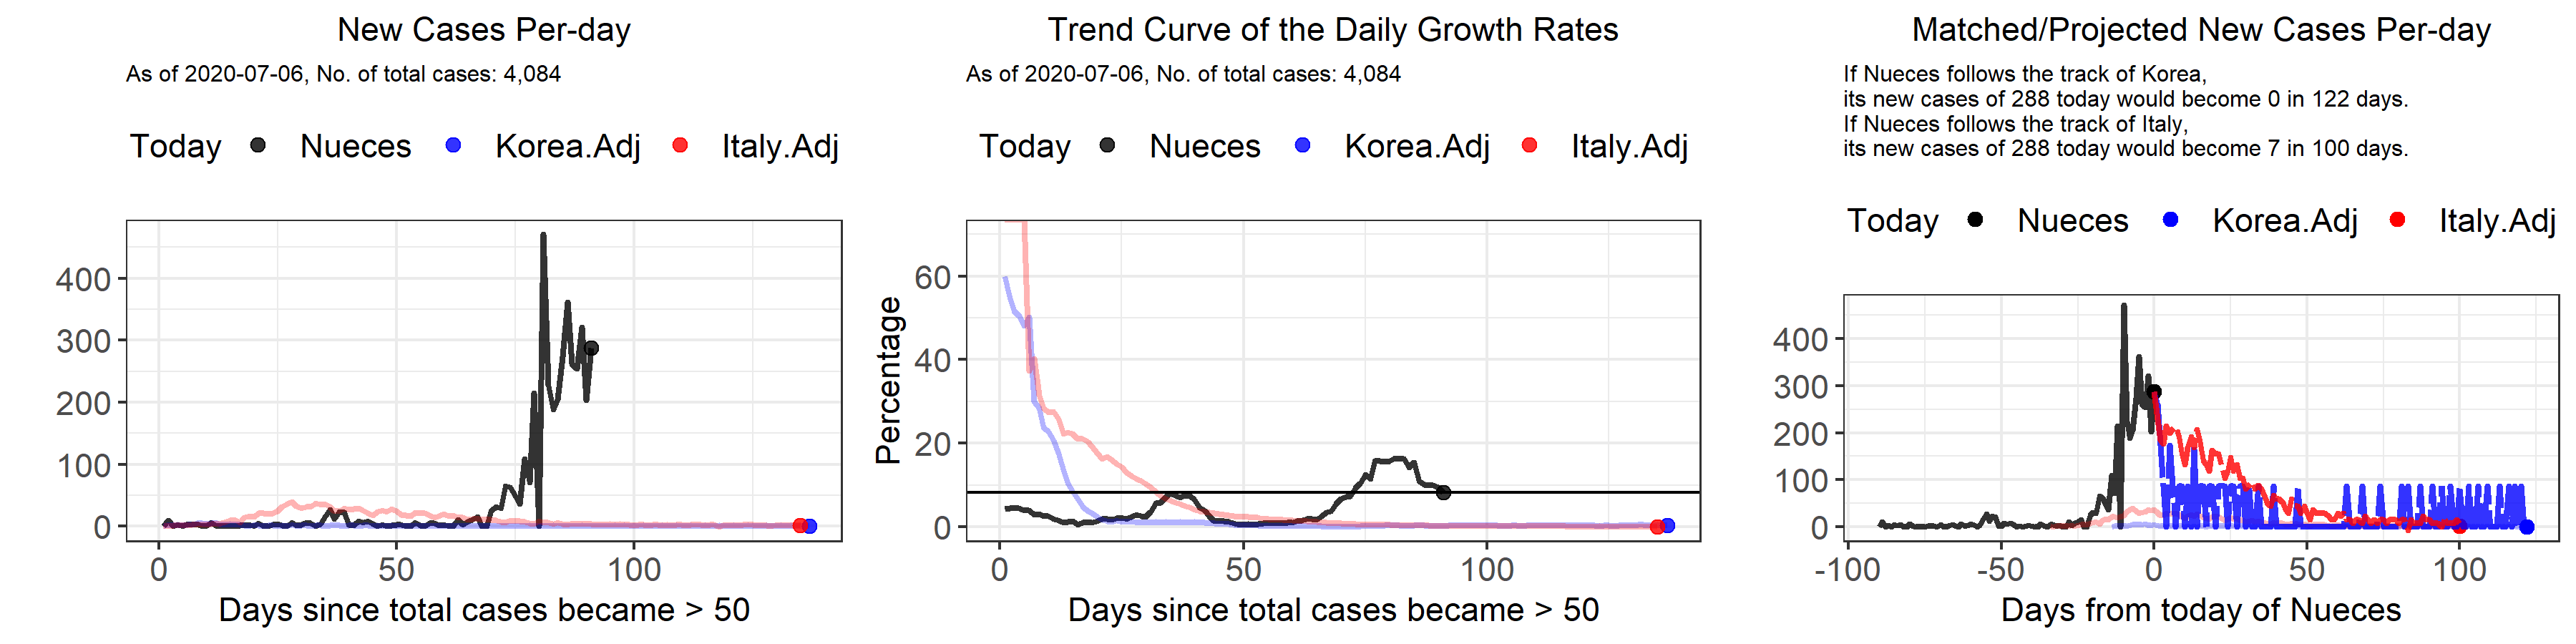 New Cases Per-day
As of 2020-07-06, No. of total cases: 4,084
Today Nueces Korea.Adj Italy.Adj
400
300
200
100
0
0 50 100
Days since total cases became > 50
Trend Curve of the Daily Growth Rates
As of 2020-07-06, No. of total cases: 4,084
Today Nueces Korea.Adj Italy.Adj
Percentage
60
40
20
0
0 50 100
Days since total cases became > 50
Matched/Projected New Cases Per-day
If Nueces follows the track of Korea,
its new cases of 288 today would become 0 in 122 days.
If Nueces follows the track of Italy,
its new cases of 288 today would become 7 in 100 days.
Today Nueces Korea.Adj Italy.Adj
400
300
200
100
0
-100 -50 0 50 100
Days from today of Nueces